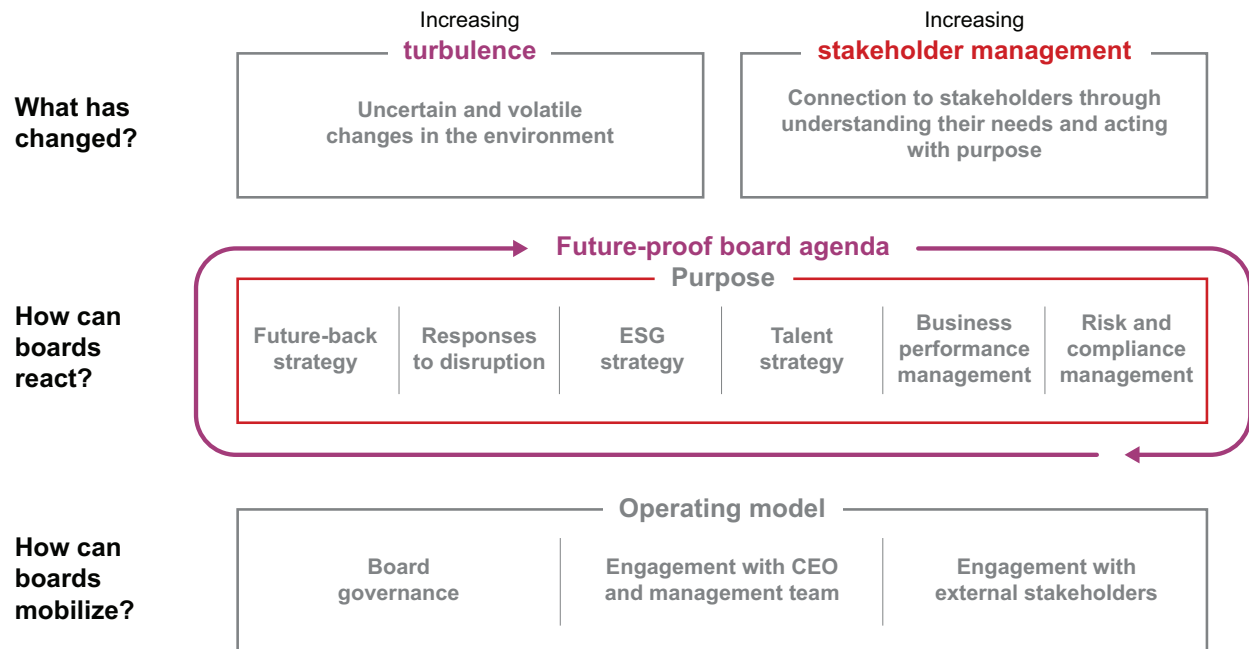 Increasing
turbulence
Increasing
stakeholder management
What has
changed?
Uncertain and volatile
changes in the environment
Connection to stakeholders through
understanding their needs and acting
with purpose
Future-proof board agenda
Purpose
How can
boards
react?
Future-back
strategy
Responses
to disruption
ESG
strategy
Talent
strategy
Business
performance
management
Risk and
compliance
management
Operating model
How can
boards
mobilize?
Board
governance
Engagement with CEO
and management team
Engagement with
external stakeholders